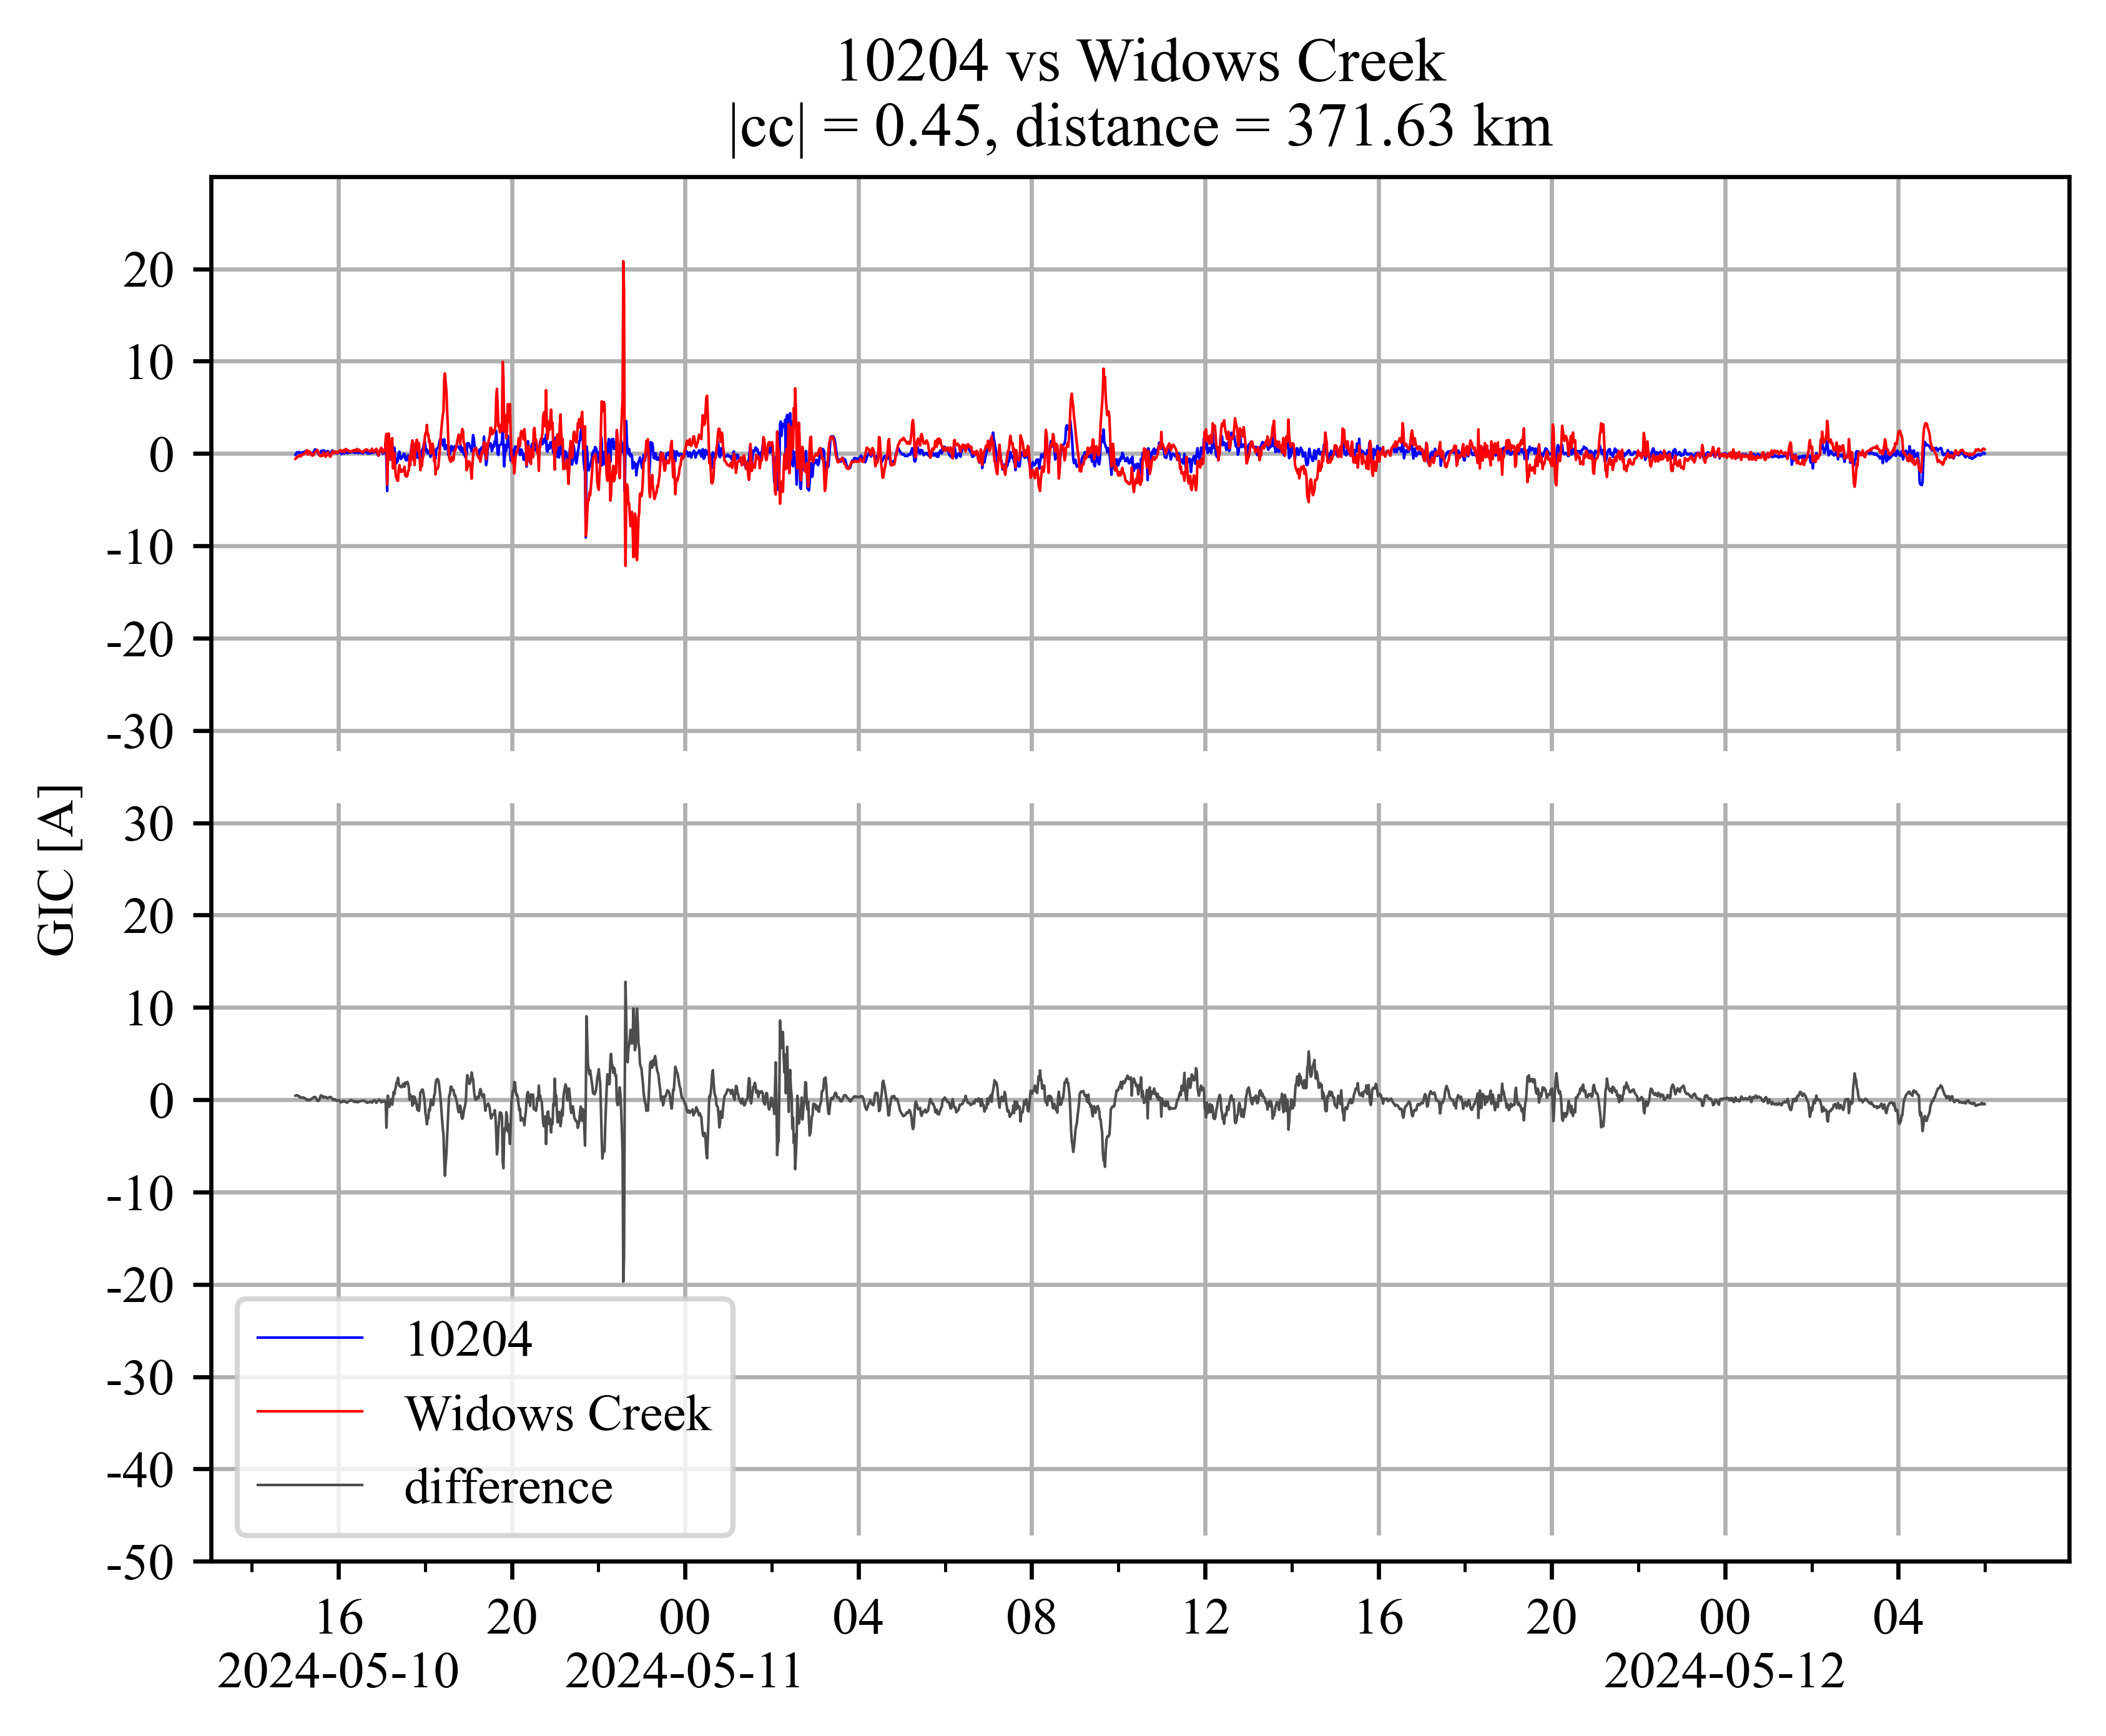 10204 vs Widows Creek
|cc| = 0.45, distance = 371.63 km
GIC [A]
20
10
0
-10
-20
-30
30
20
10
0
-10
-20
-30
-40
-50
10204
Widows Creek
difference
16 20 00 04 08 12 16 20 00 04
2024-05-10 2024-05-11 2024-05-12